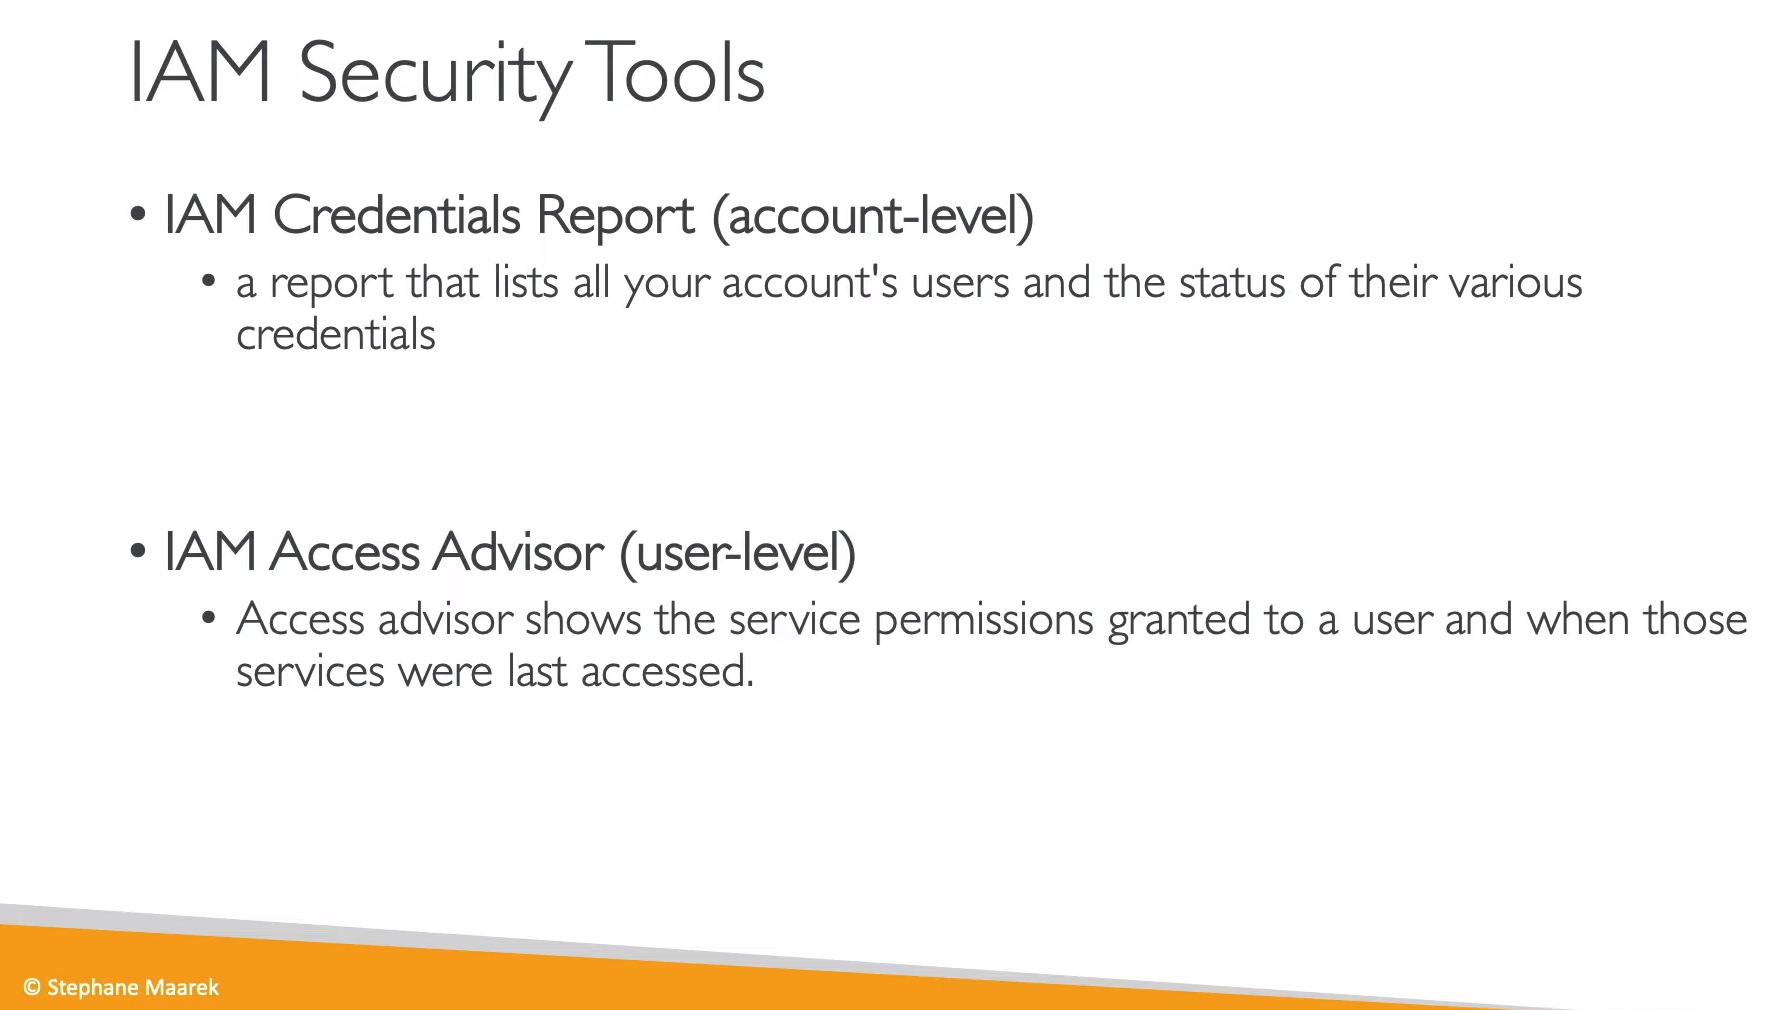 IAM Security Tools
• IAM Credentials Report (account-level)
• a report that lists all your account's users and the status of their various
credentials
• IAM Access Advisor (user-level)
• Access advisor shows the service permissions granted to a user and when those
services were last accessed.
© Stephane Maarek